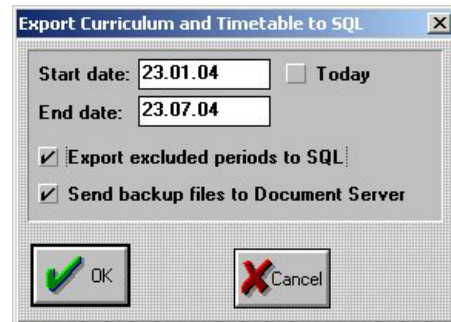 Export Curriculum and Timetable to SQL
Start date: 23.01.04 Today
End date: 23.07.04
Export excluded periods to SQL
Send backup files to Document Server
OK Cancel